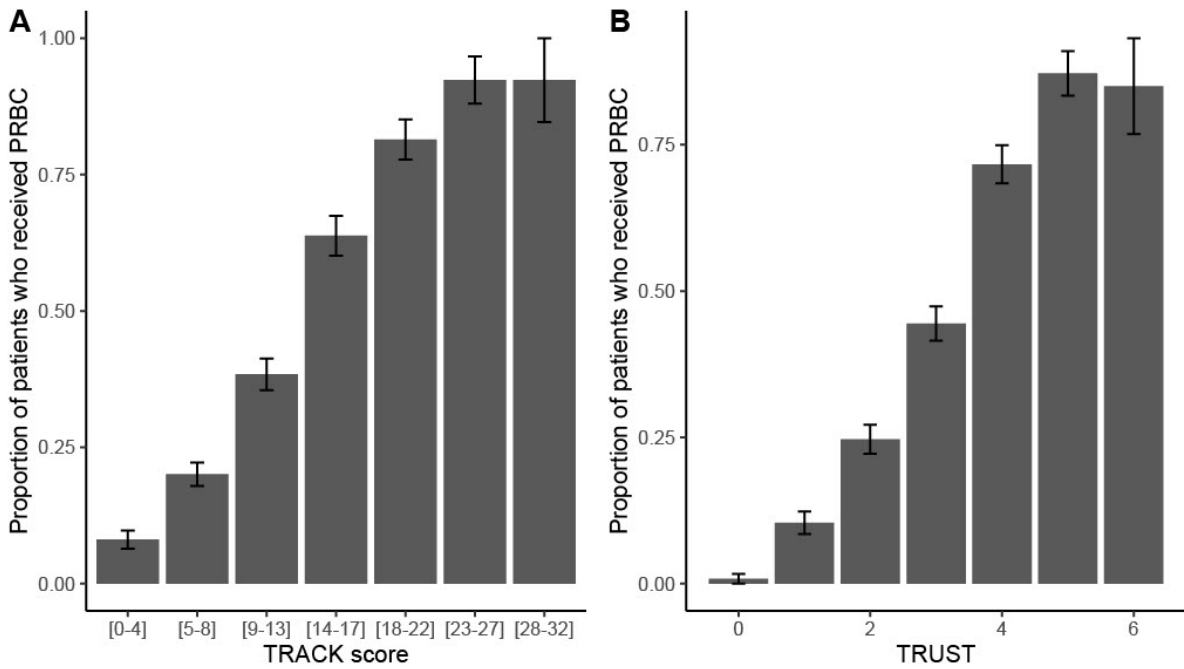 A
Proportion of patients who received PRBC
1.00
0.75
0.50
0.25
0.00
[0-4] [5-8] [9-13] [14-17] [18-22] [23-27] [28-32]
TRACK score
B
Proportion of patients who received PRBC
0.75
0.50
0.25
0.00
0 2 4 6
TRUST